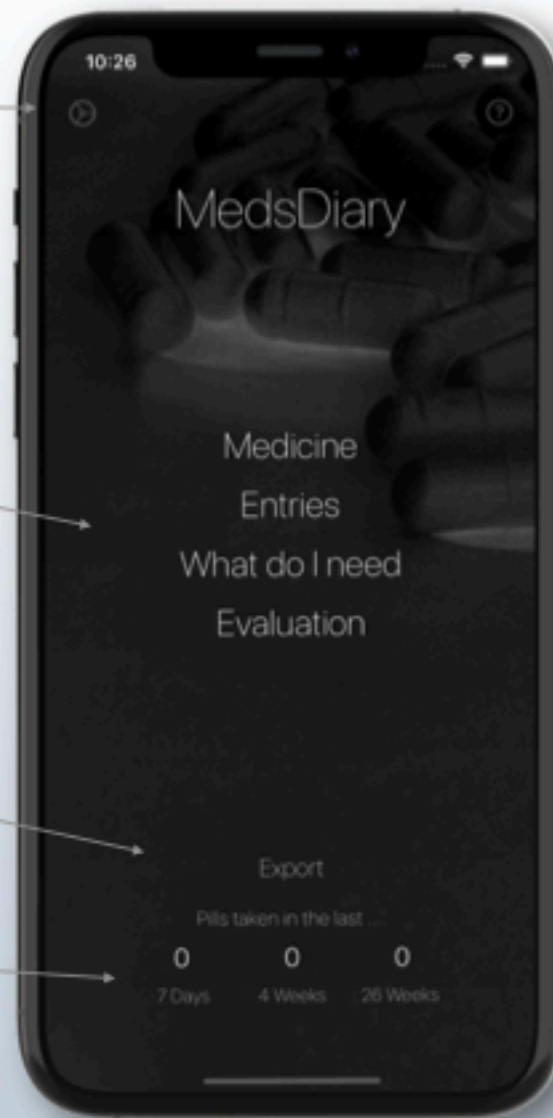 10:26
?
MedsDiary
Medicine
Entries
What do I need
Evaluation
Export
Pills taken in the last ....
0 0 0
7 Days 4 Weeks 26 Weeks